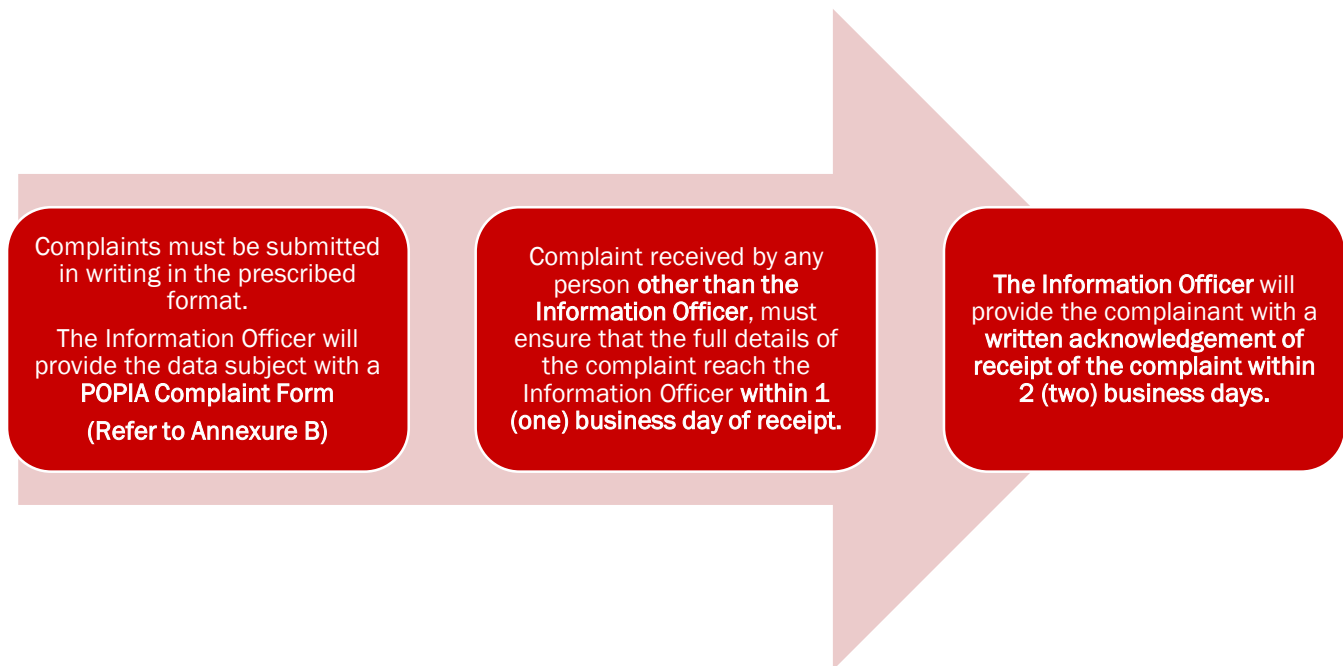 Complaints must be submitted
in writing in the prescribed
format.
The Information Officer will
provide the data subject with a
POPIA Complaint Form
(Refer to Annexure B)
Complaint received by any
person other than the
Information Officer, must
ensure that the full details of
the complaint reach the
Information Officer within 1
(one) business day of receipt.
The Information Officer will
provide the complainant with a
written acknowledgement of
receipt of the complaint within
2 (two) business days.